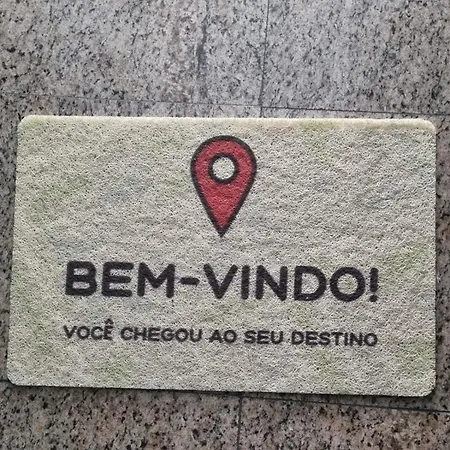 BEM-VINDO!
VOCÊ CHEGOU AO SEU DESTINO